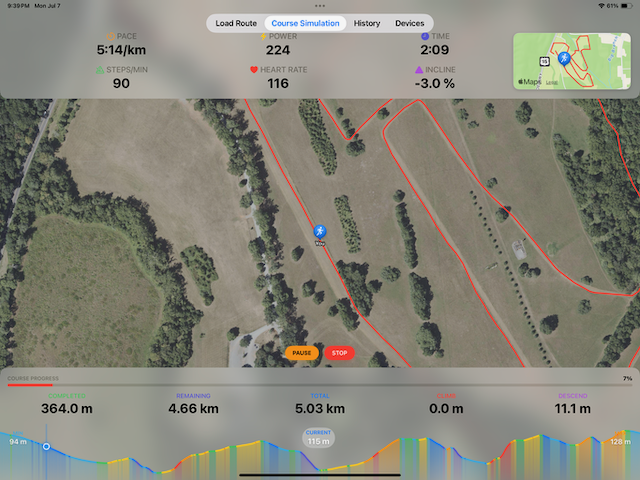 9:39 PM Mon Jul 7
61%
Load Route Course Simulation History Devices
PACE POWER TIME
5:14/km 224 2:09
STEPS/MIN HEART RATE INCLINE
90 116 -3.0 %
15
Maps Legal
PAUSE STOP
COURSE PROGRESS 7%
COMPLETED REMAINING TOTAL CLIMB DESCEND
364.0 m 4.66 km 5.03 km 0.0 m 11.1 m
CURRENT
94 m 115 m 128 m